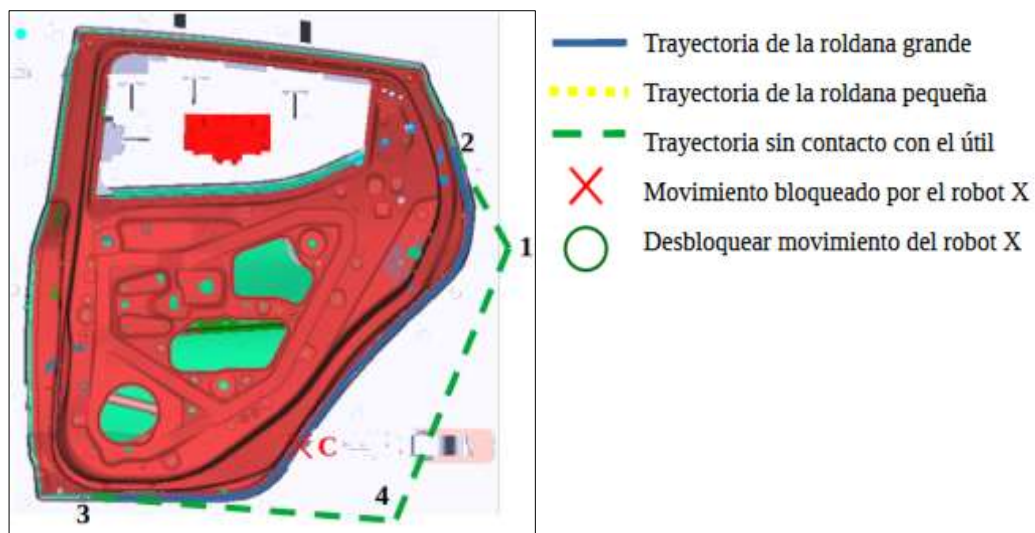 Trayectoria de la roldana grande
Trayectoria de la roldana pequeña
2
Trayectoria sin contacto con el útil
Movimiento bloqueado por el robot X
1
Desbloquear movimiento del robot X
C
4
3